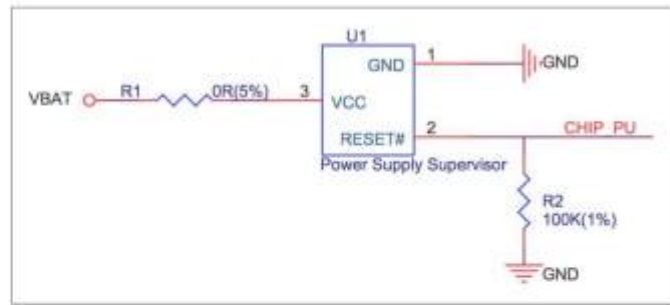 U1
GND
1
GND
VBAT
R1
0R(5%)
3
VCC
RESET#
2
CHIP_PU
Power Supply Supervisor
R2
100K(1%)
GND